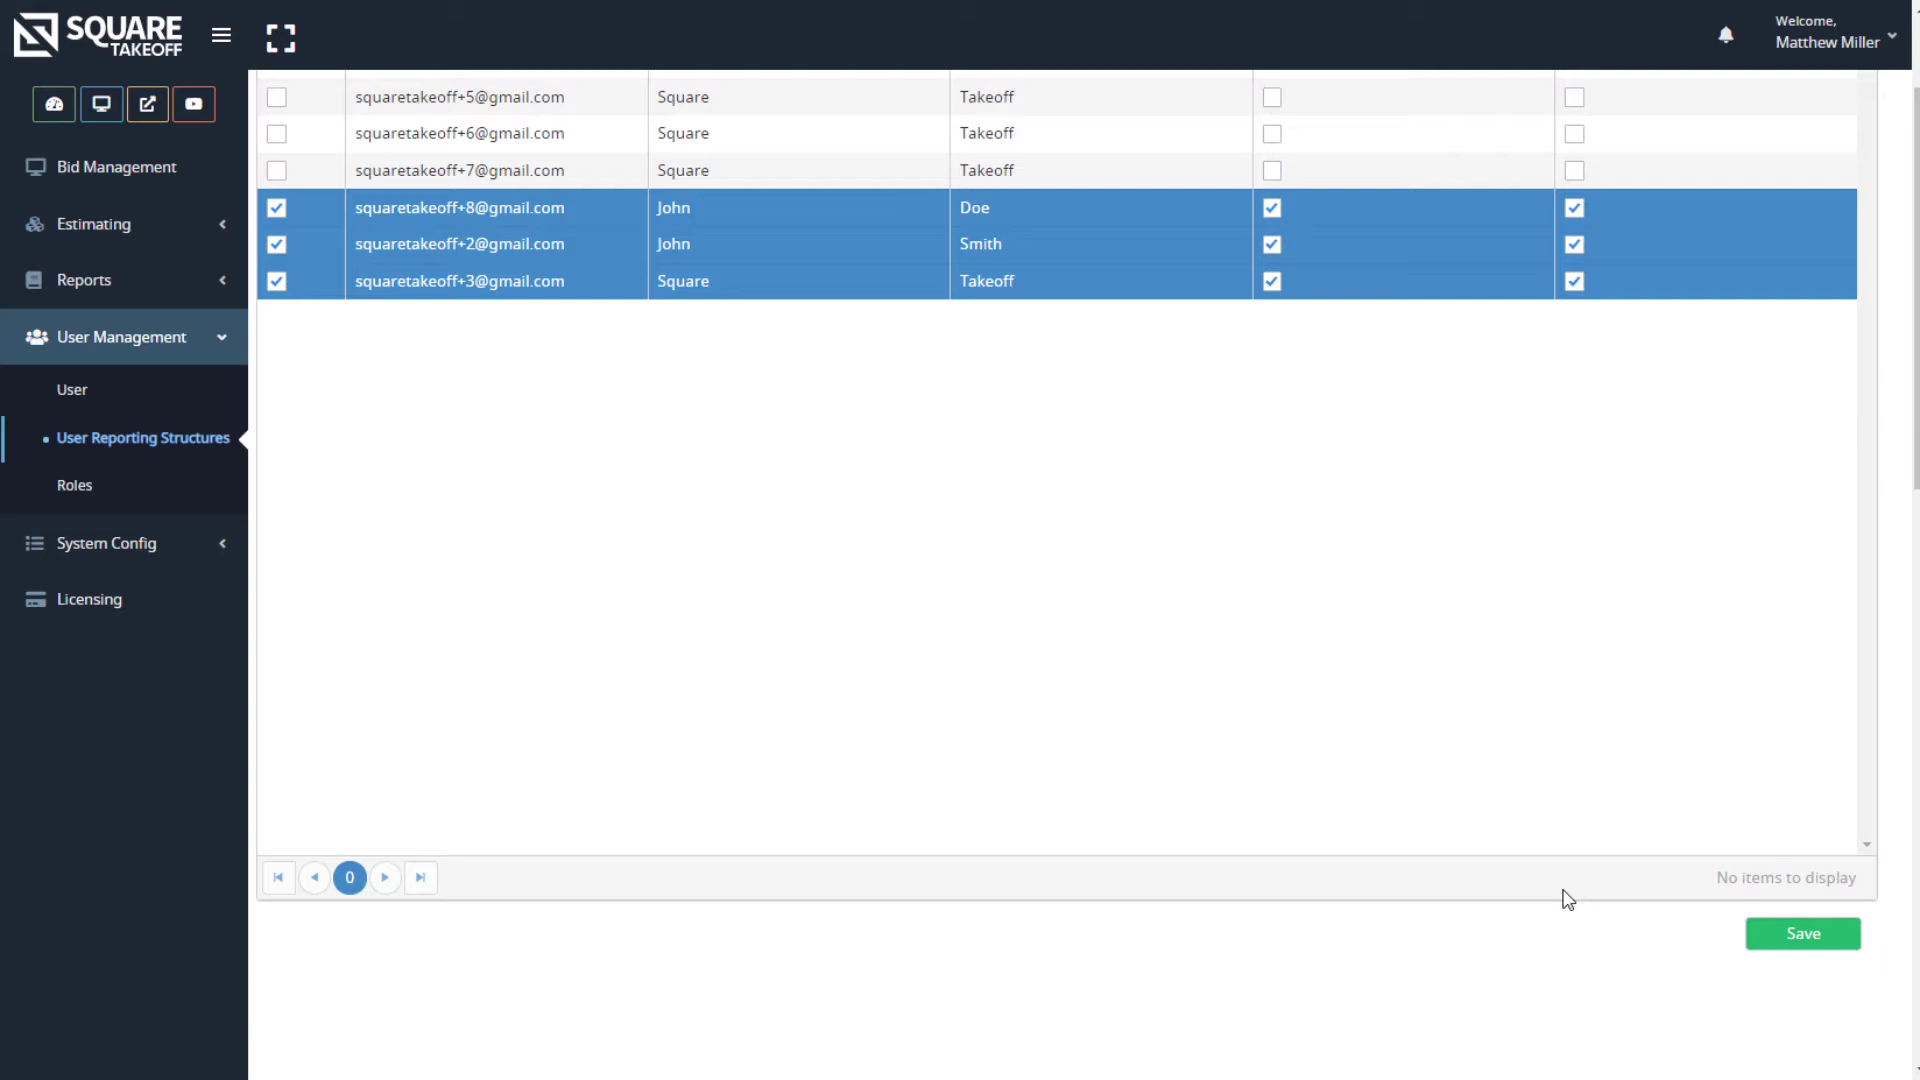 SQUARE
TAKEOFF
Welcome,
Matthew Miller
Bid Management
Estimating
Reports
User Management
User
User Reporting Structures
Roles
System Config
Licensing
squaretakeoff+5@gmail.com Square Takeoff
squaretakeoff+6@gmail.com Square Takeoff
squaretakeoff+7@gmail.com Square Takeoff
squaretakeoff+8@gmail.com John Doe
squaretakeoff+2@gmail.com John Smith
squaretakeoff+3@gmail.com Square Takeoff
0 No items to display
Save